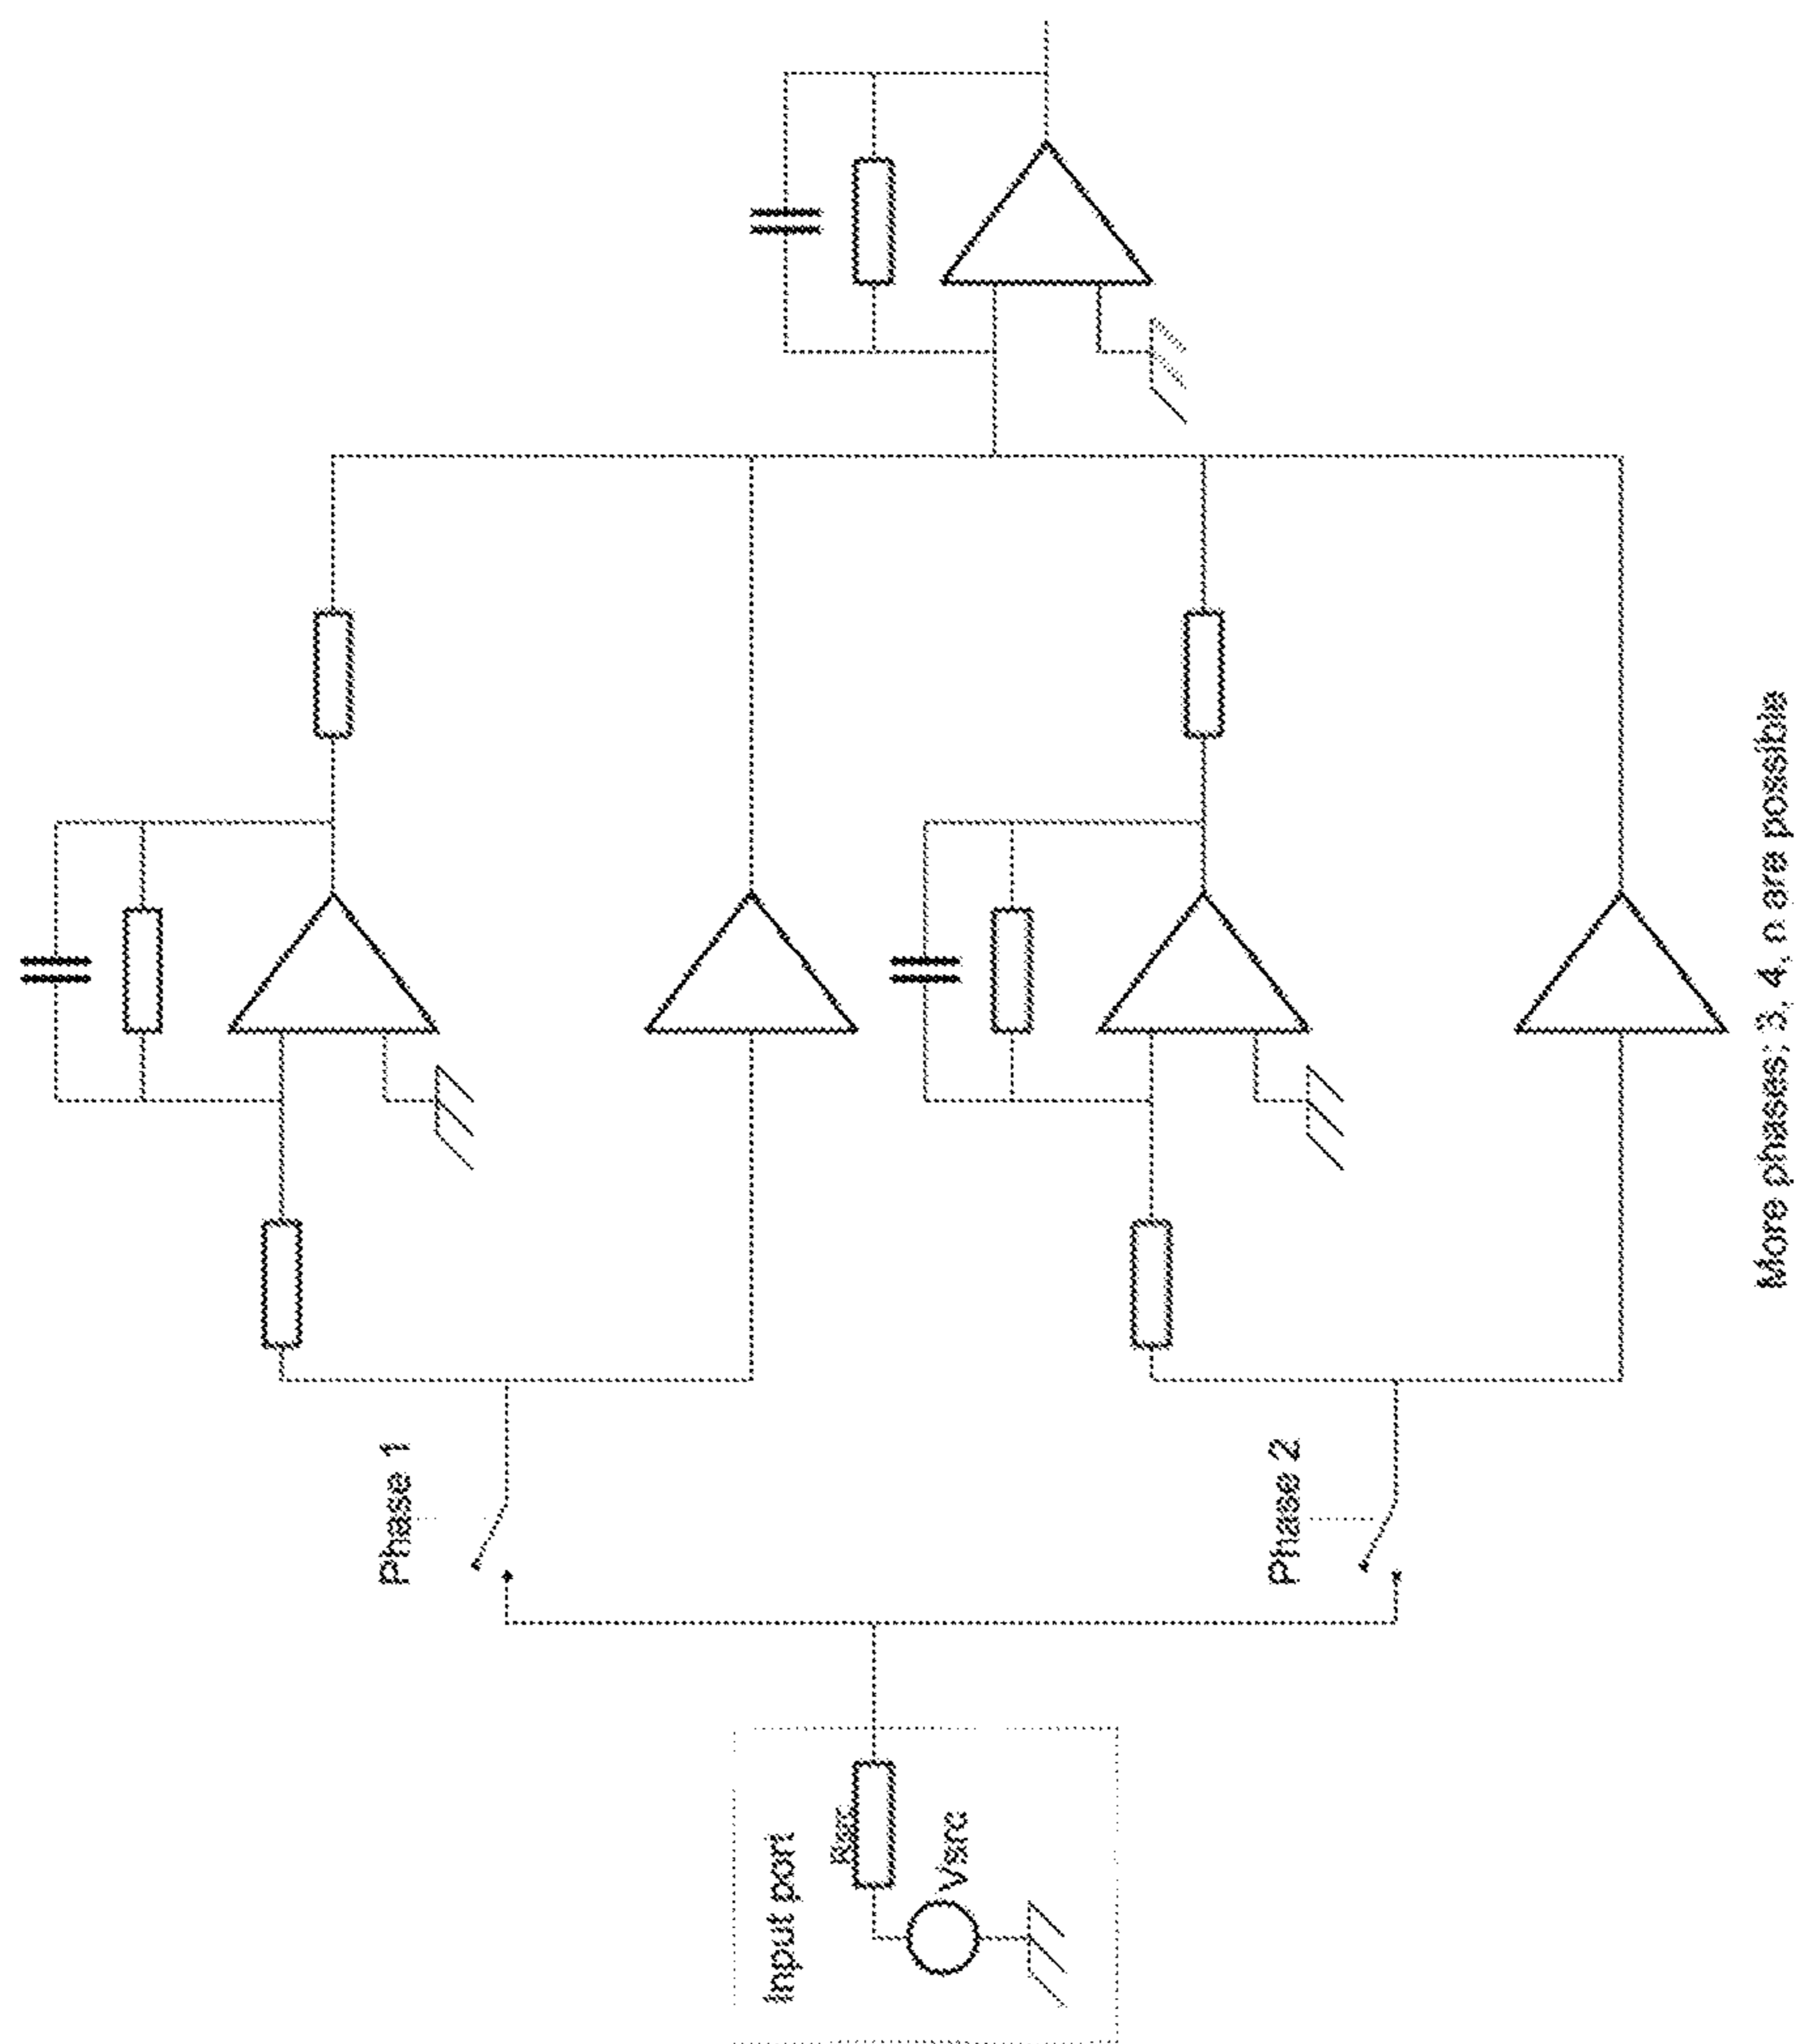 Input port
Rsrc
Vsrc
Phase 1
Phase 2
More phases; 3, 4, n are possible